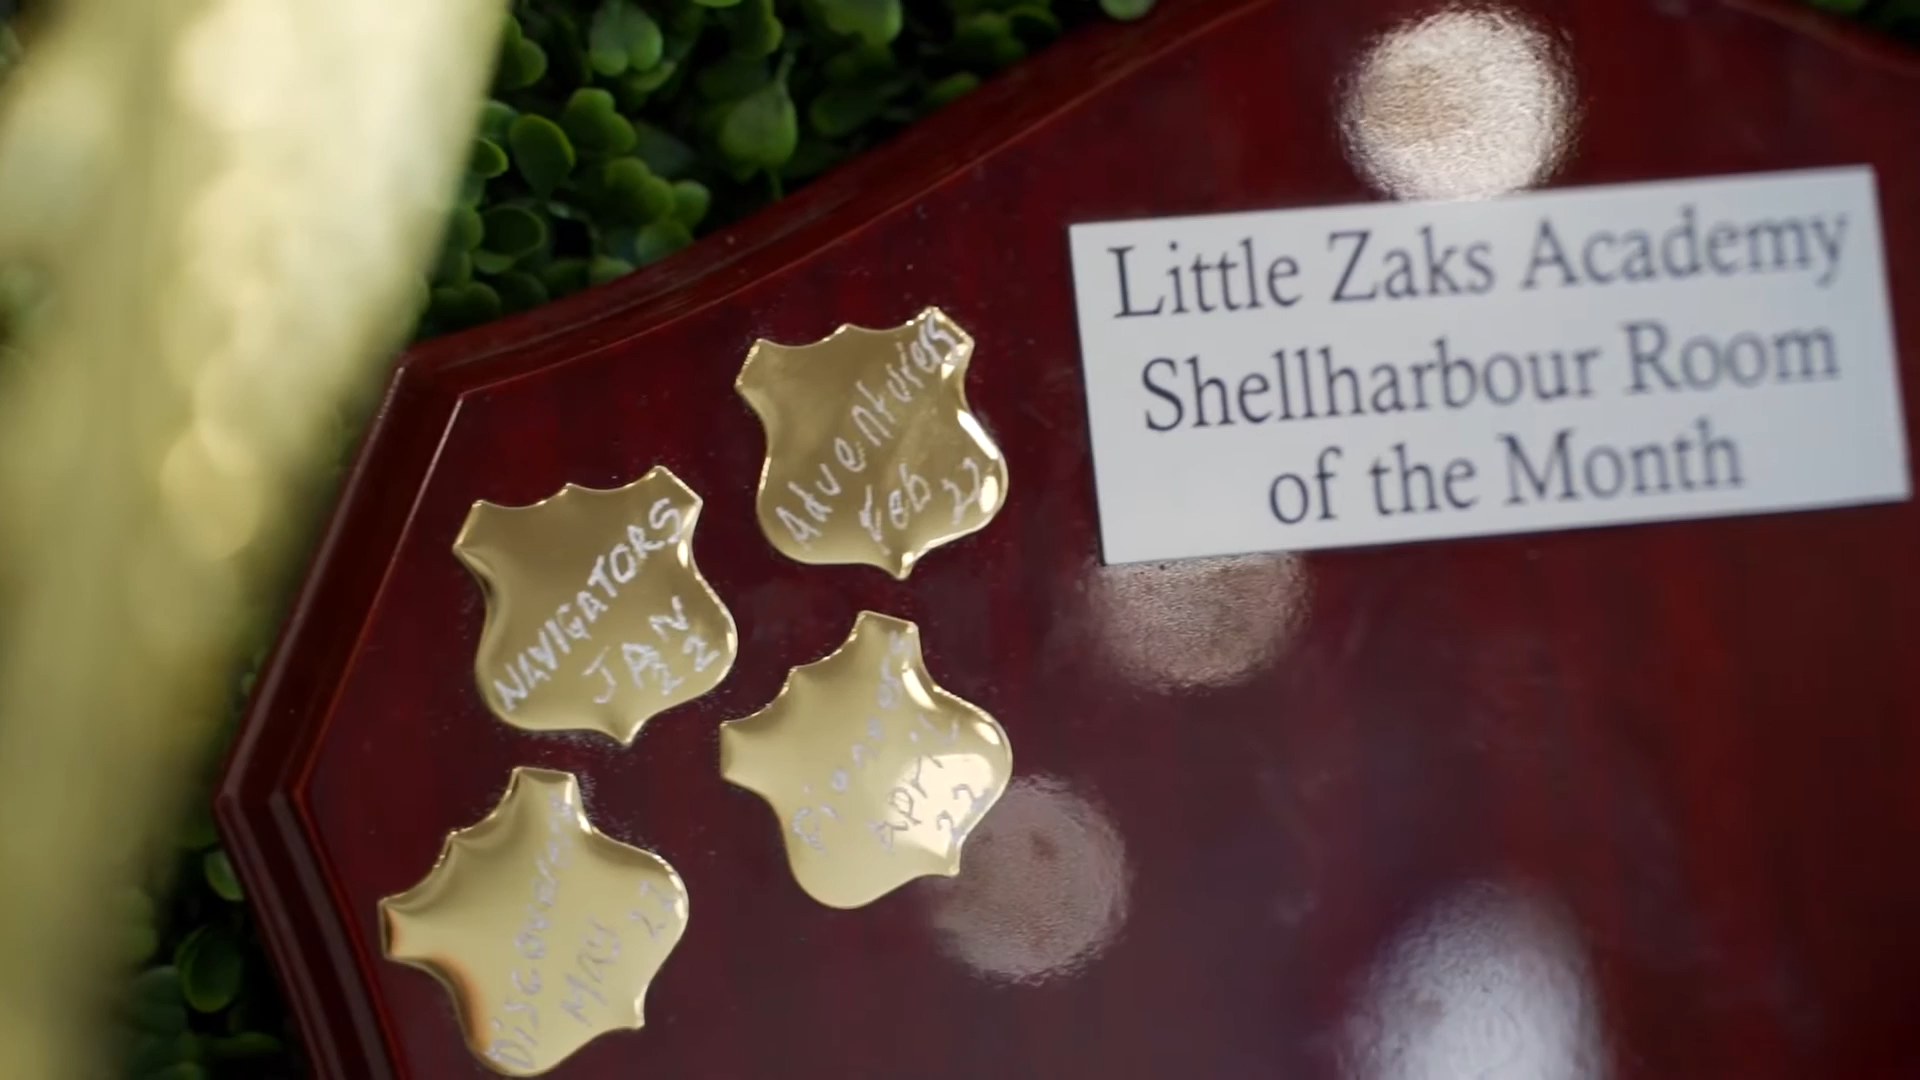 Little Zaks Academy
Shellharbour Room
of the Month
Adventurers
Feb 22
NAVIGATORS
JAN
22
Pioneers
APRIL
22
Discoverers
MAY 22